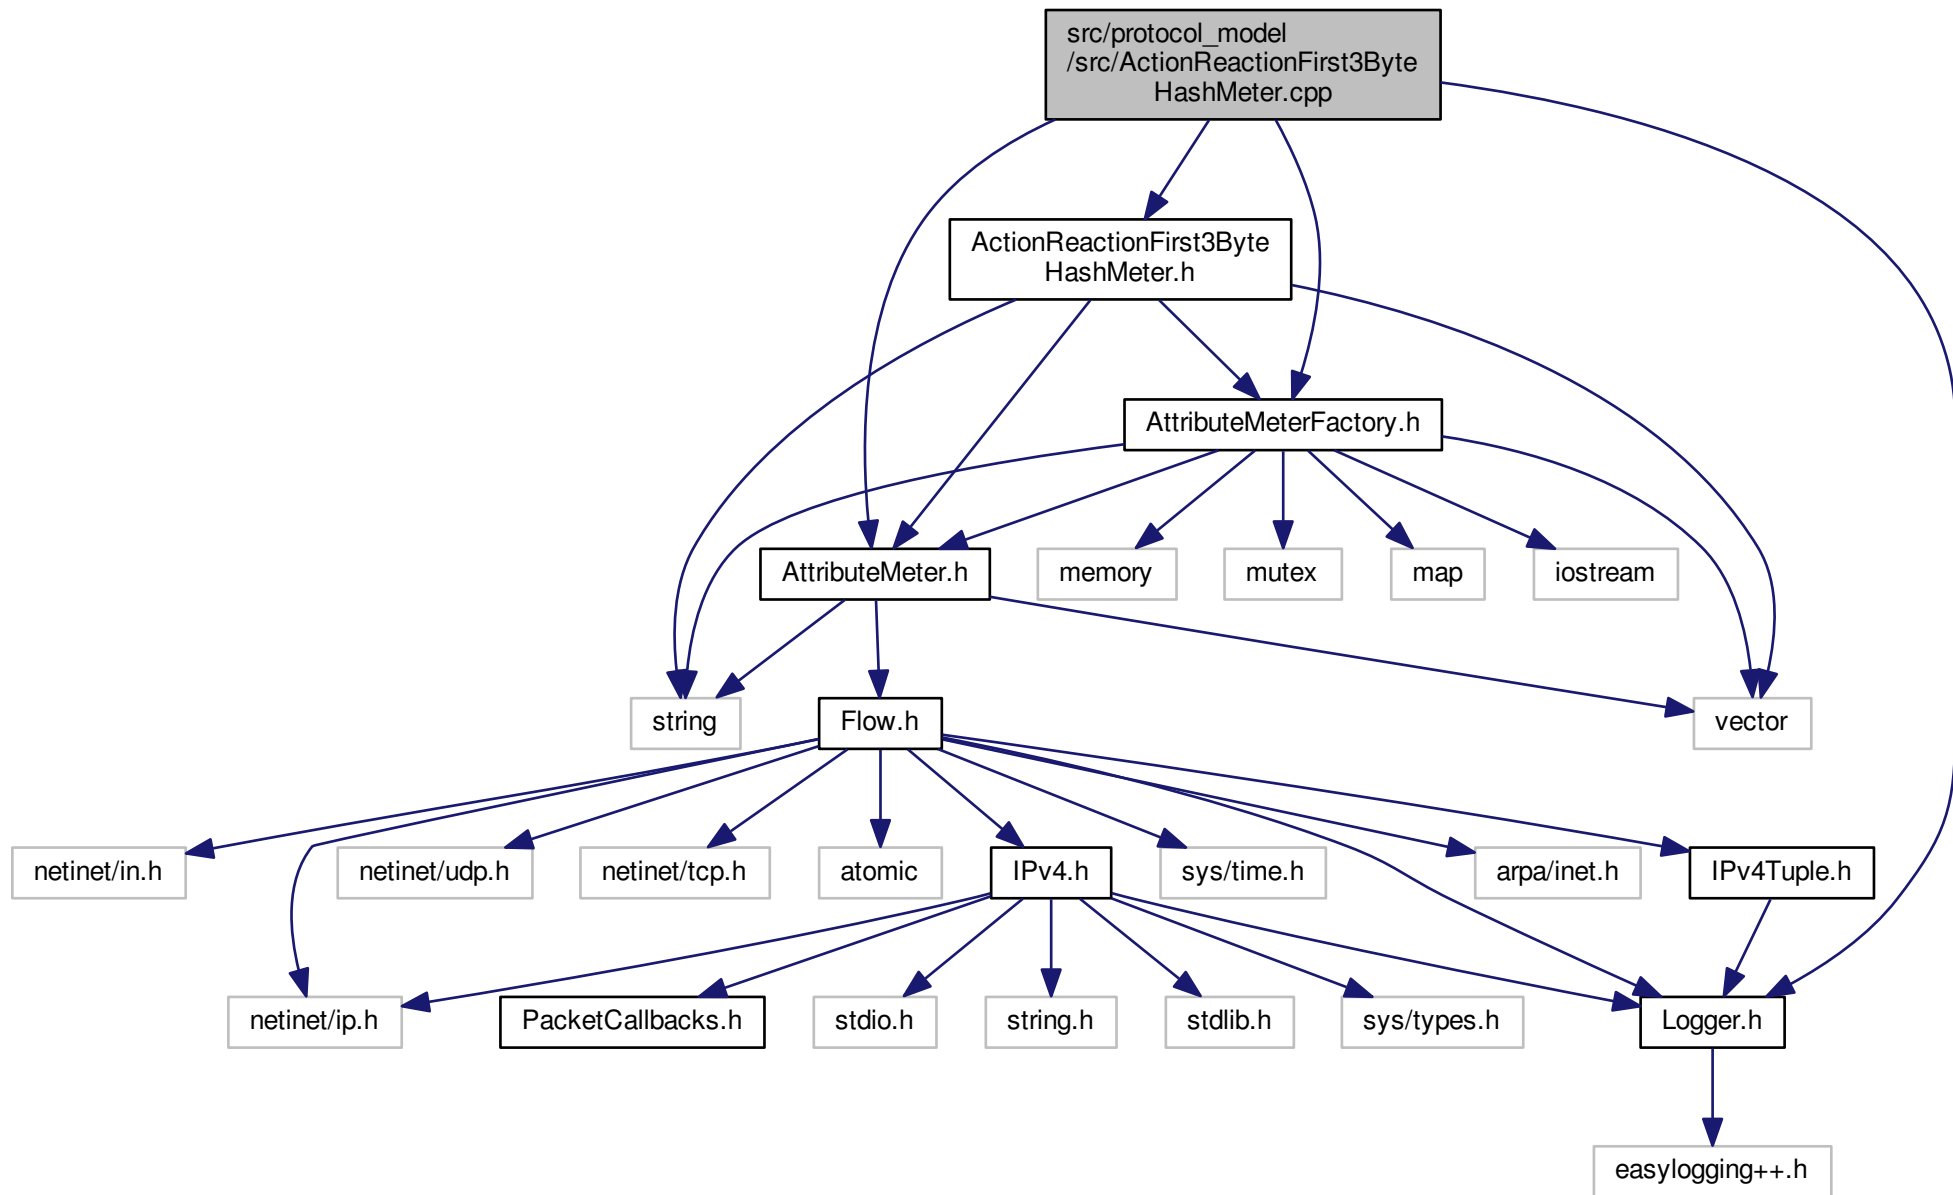 src/protocol_model
/src/ActionReactionFirst3Byte
HashMeter.cpp
ActionReactionFirst3Byte
HashMeter.h
AttributeMeterFactory.h
AttributeMeter.h
memory
mutex
map
iostream
string
Flow.h
vector
netinet/in.h
netinet/udp.h
netinet/tcp.h
atomic
IPv4.h
sys/time.h
arpa/inet.h
IPv4Tuple.h
netinet/ip.h
PacketCallbacks.h
stdio.h
string.h
stdlib.h
sys/types.h
Logger.h
easylogging++.h